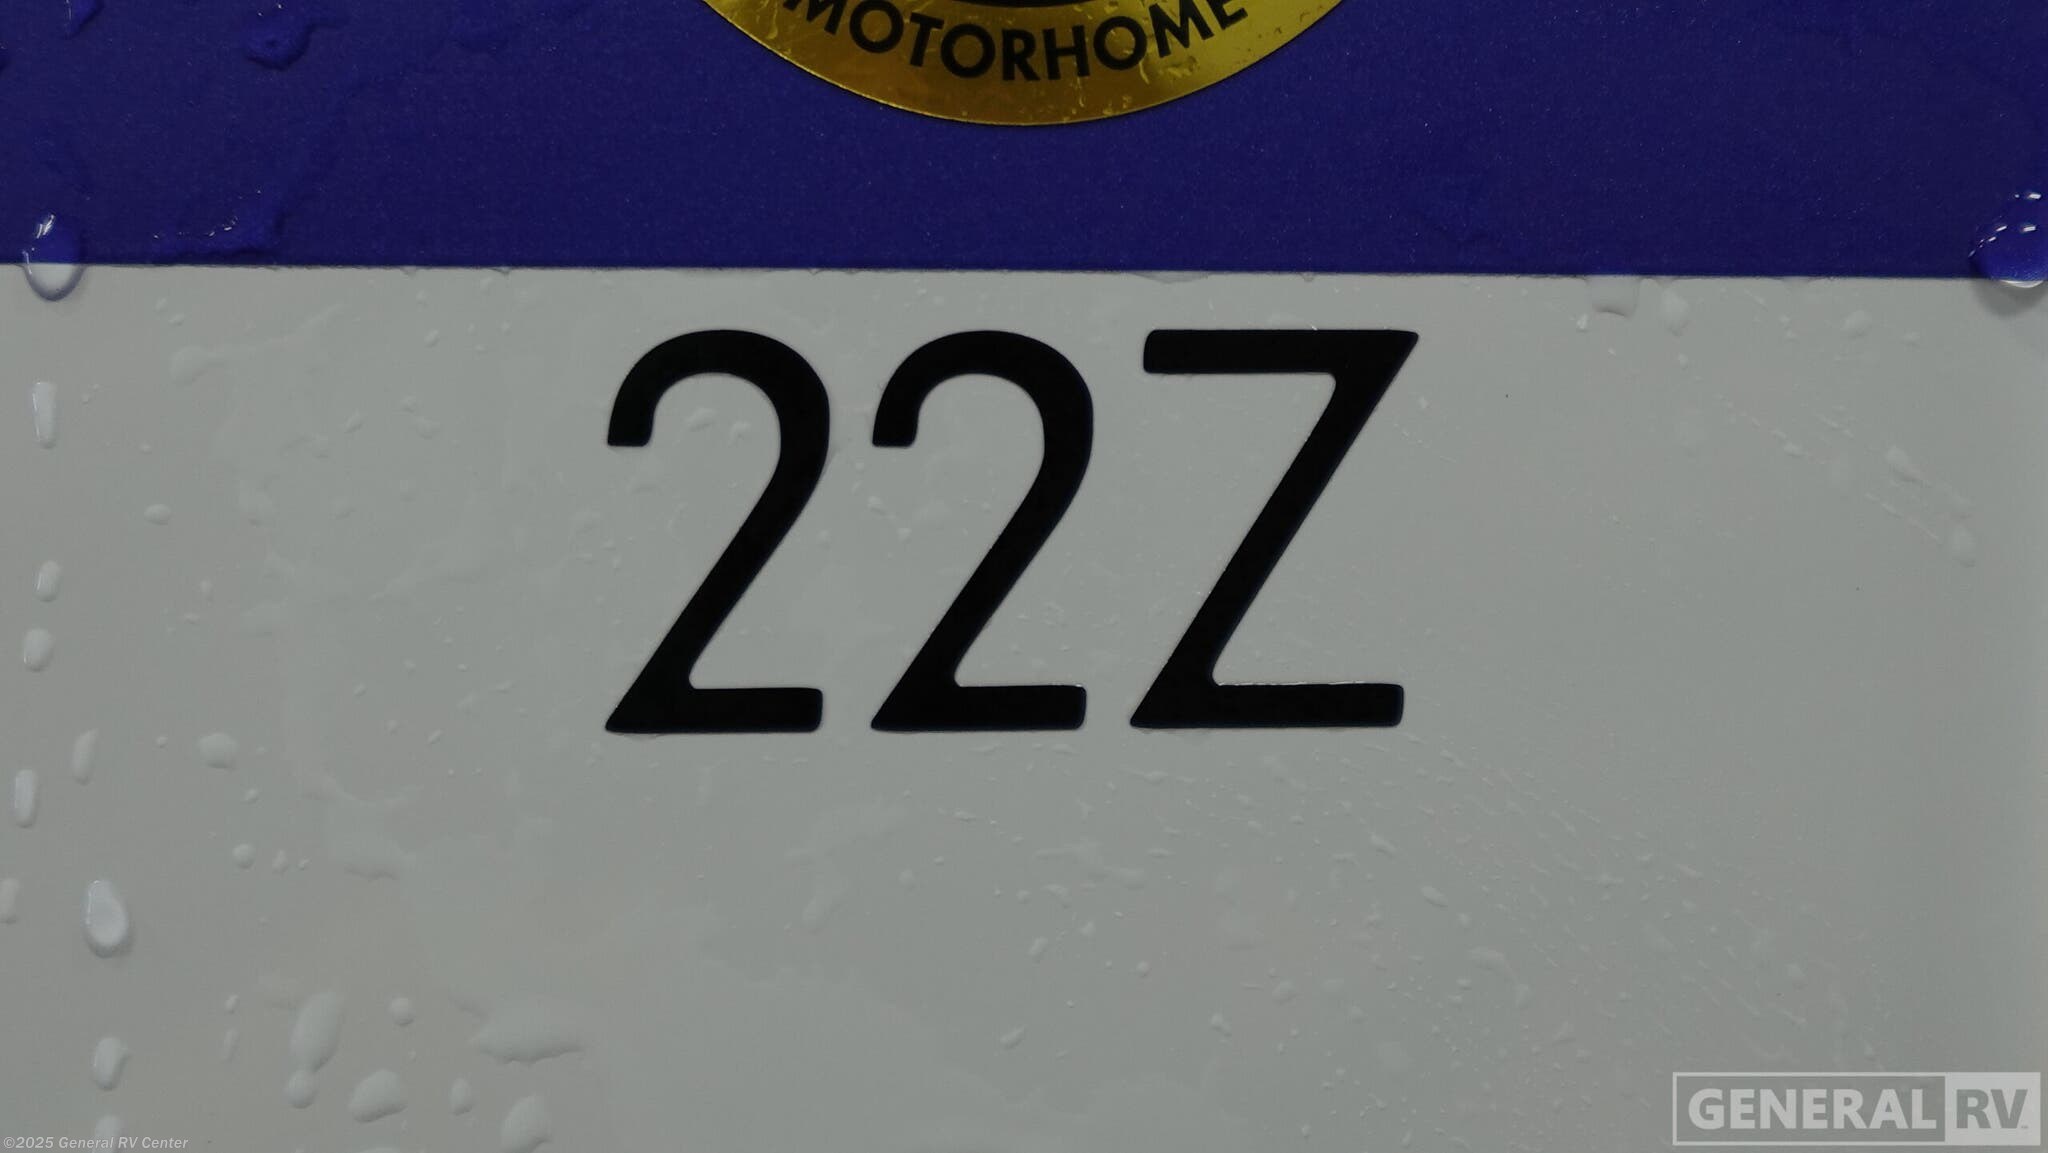 MOTORHOME
22Z
GENERAL RV
©2025 General RV Center